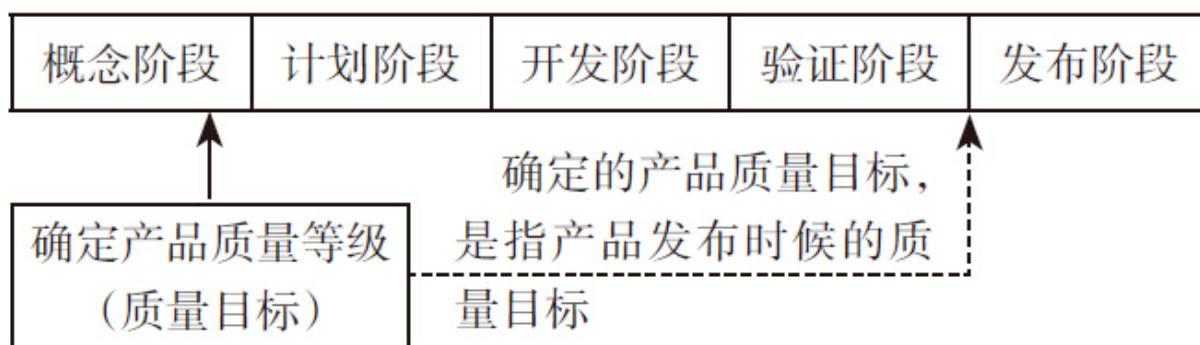 概念阶段 计划阶段 开发阶段 验证阶段 发布阶段
确定的产品质量目标，
是指产品发布时候的质
量目标
确定产品质量等级
（质量目标）